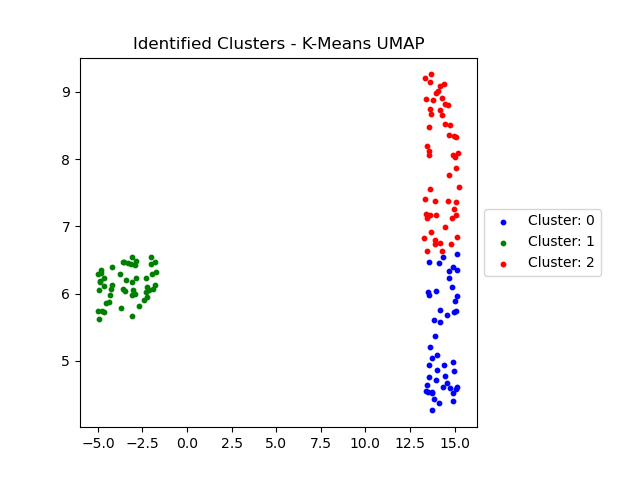 Identified Clusters - K-Means UMAP
9
8
7
6
5
−5.0 −2.5 0.0 2.5 5.0 7.5 10.0 12.5 15.0
Cluster: 0
Cluster: 1
Cluster: 2